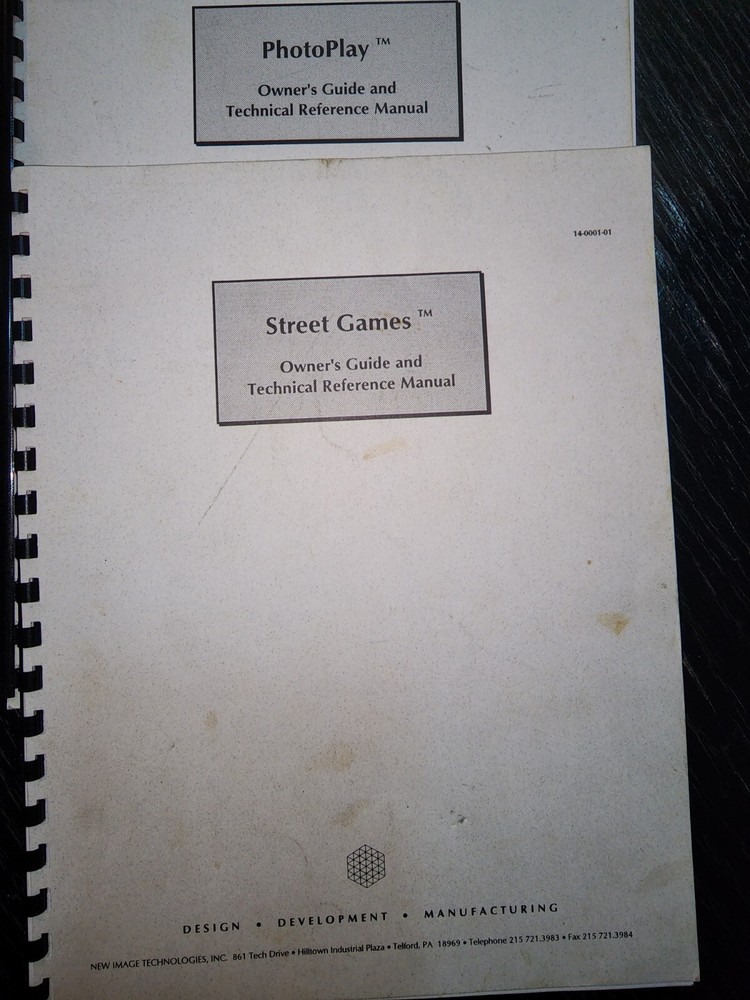 PhotoPlay ™
Owner's Guide and
Technical Reference Manual
14-0001-01
Street Games ™
Owner's Guide and
Technical Reference Manual
DESIGN • DEVELOPMENT • MANUFACTURING
NEW IMAGE TECHNOLOGIES, INC. 861 Tech Drive • Hilltown Industrial Plaza • Telford, PA 18969 • Telephone 215 721.3983 • Fax 215 721.3984